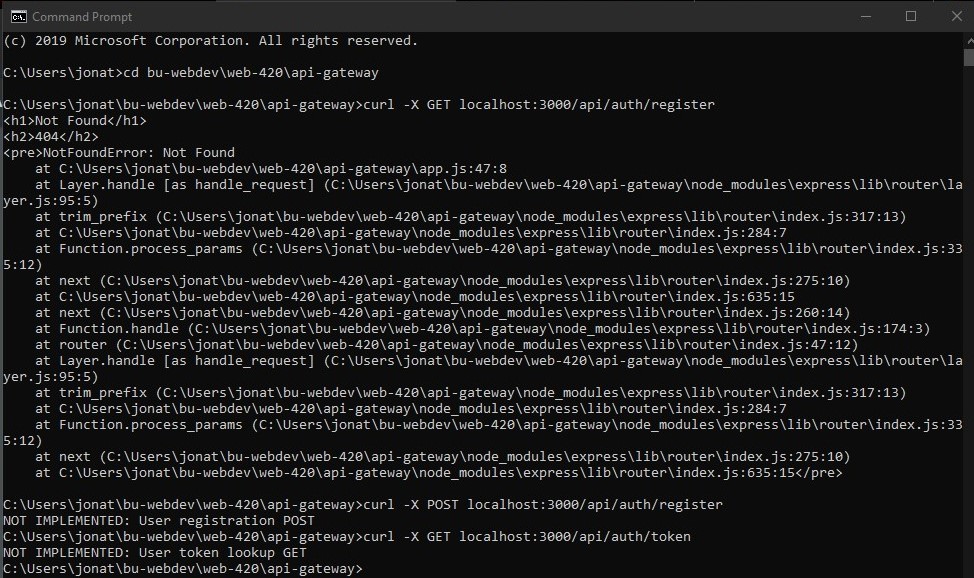 Command Prompt
(c) 2019 Microsoft Corporation. All rights reserved.
C:\Users\jonat>cd bu-webdev\web-420\api-gateway
C:\Users\jonat\bu-webdev\web-420\api-gateway>curl -X GET localhost:3000/api/auth/register
<h1>Not Found</h1>
<h2>404</h2>
<pre>NotFoundError: Not Found
    at C:\Users\jonat\bu-webdev\web-420\api-gateway\app.js:47:8
    at Layer.handle [as handle_request] (C:\Users\jonat\bu-webdev\web-420\api-gateway\node_modules\express\lib\router\la
yer.js:95:5)
    at trim_prefix (C:\Users\jonat\bu-webdev\web-420\api-gateway\node_modules\express\lib\router\index.js:317:13)
    at C:\Users\jonat\bu-webdev\web-420\api-gateway\node_modules\express\lib\router\index.js:284:7
    at Function.process_params (C:\Users\jonat\bu-webdev\web-420\api-gateway\node_modules\express\lib\router\index.js:33
5:12)
    at next (C:\Users\jonat\bu-webdev\web-420\api-gateway\node_modules\express\lib\router\index.js:275:10)
    at C:\Users\jonat\bu-webdev\web-420\api-gateway\node_modules\express\lib\router\index.js:635:15
    at next (C:\Users\jonat\bu-webdev\web-420\api-gateway\node_modules\express\lib\router\index.js:260:14)
    at Function.handle (C:\Users\jonat\bu-webdev\web-420\api-gateway\node_modules\express\lib\router\index.js:174:3)
    at router (C:\Users\jonat\bu-webdev\web-420\api-gateway\node_modules\express\lib\router\index.js:47:12)
    at Layer.handle [as handle_request] (C:\Users\jonat\bu-webdev\web-420\api-gateway\node_modules\express\lib\router\la
yer.js:95:5)
    at trim_prefix (C:\Users\jonat\bu-webdev\web-420\api-gateway\node_modules\express\lib\router\index.js:317:13)
    at C:\Users\jonat\bu-webdev\web-420\api-gateway\node_modules\express\lib\router\index.js:284:7
    at Function.process_params (C:\Users\jonat\bu-webdev\web-420\api-gateway\node_modules\express\lib\router\index.js:33
5:12)
    at next (C:\Users\jonat\bu-webdev\web-420\api-gateway\node_modules\express\lib\router\index.js:275:10)
    at C:\Users\jonat\bu-webdev\web-420\api-gateway\node_modules\express\lib\router\index.js:635:15</pre>
C:\Users\jonat\bu-webdev\web-420\api-gateway>curl -X POST localhost:3000/api/auth/register
NOT IMPLEMENTED: User registration POST
C:\Users\jonat\bu-webdev\web-420\api-gateway>curl -X GET localhost:3000/api/auth/token
NOT IMPLEMENTED: User token lookup GET
C:\Users\jonat\bu-webdev\web-420\api-gateway>